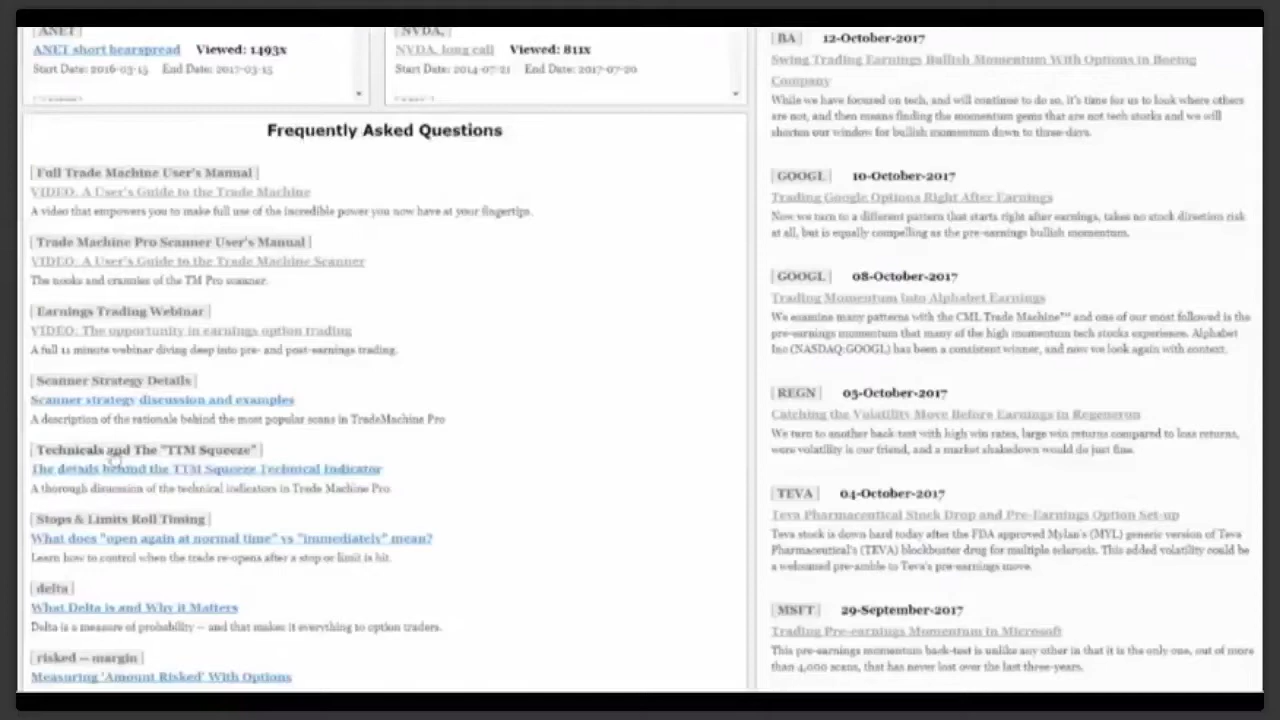 [ANET]
ANET short bearspread Viewed: 1493x
Start Date: 2016-03-15 End Date: 2017-03-15
[NVDA,]
NVDA, long call Viewed: 811x
Start Date: 2014-07-21 End Date: 2017-07-20
Frequently Asked Questions
[Full Trade Machine User's Manual]
VIDEO: A User's Guide to the Trade Machine
A video that empowers you to make full use of the incredible power you now have at your fingertips.
[Trade Machine Pro Scanner User's Manual]
VIDEO: A User's Guide to the Trade Machine Scanner
The nooks and crannies of the TM Pro scanner.
[Earnings Trading Webinar]
VIDEO: The opportunity in earnings option trading
A full 11 minute webinar diving deep into pre- and post-earnings trading.
[Scanner Strategy Details]
Scanner strategy discussion and examples
A description of the rationale behind the most popular scans in TradeMachine Pro
[Technicals and The "TTM Squeeze"]
The details behind the TTM Squeeze Technical Indicator
A thorough discussion of the technical indicators in Trade Machine Pro
[Stops & Limits Roll Timing]
What does "open again at normal time" vs "immediately" mean?
Learn how to control when the trade re-opens after a stop or limit is hit.
[delta]
What Delta is and Why it Matters
Delta is a measure of probability -- and that makes it everything to option traders.
[risked -- margin]
Measuring 'Amount Risked' With Options
[BA] 12-October-2017
Swing Trading Earnings Bullish Momentum With Options in Boeing
Company
While we have focused on tech, and will continue to do so, it's time for us to look where others
are not, and then means finding the momentum gems that are not tech stocks and we will
shorten our window for bullish momentum down to three-days.
[GOOGL] 10-October-2017
Trading Google Options Right After Earnings
Now we turn to a different pattern that starts right after earnings, takes no stock direction risk
at all, but is equally compelling as the pre-earnings bullish momentum.
[GOOGL] 08-October-2017
Trading Momentum Into Alphabet Earnings
We examine many patterns with the CML Trade Machine™ and one of our most followed is the
pre-earnings momentum that many of the high momentum tech stocks experience. Alphabet
Inc (NASDAQ:GOOGL) has been a consistent winner, and now we look again with context.
[REGN] 05-October-2017
Catching the Volatility Move Before Earnings in Regeneron
We turn to another back-test with high win rates, large win returns compared to loss returns,
were volatility is our friend, and a market shakedown would do just fine.
[TEVA] 04-October-2017
Teva Pharmaceutical Stock Drop and Pre-Earnings Option Set-up
Teva stock is down hard today after the FDA approved Mylan's (MYL) generic version of Teva
Pharmaceutical's (TEVA) blockbuster drug for multiple sclerosis. This added volatility could be
a welcomed pre-amble to Teva's pre-earnings move.
[MSFT] 29-September-2017
Trading Pre-earnings Momentum in Microsoft
This pre-earnings momentum back-test is unlike any other in that it is the only one, out of more
than 4,000 scans, that has never lost over the last three-years.